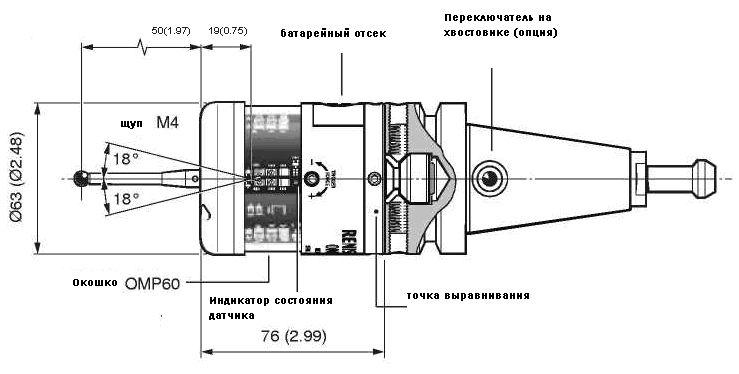 50(1.97)
19(0.75)
батарейный отсек
Переключатель на
хвостовике (опция)
щуп M4
18°
18°
Ø63 (Ø2.48)
–
+
RENIS
Окошко OMP60
Индикатор состояния
датчика
точка выравнивания
76 (2.99)